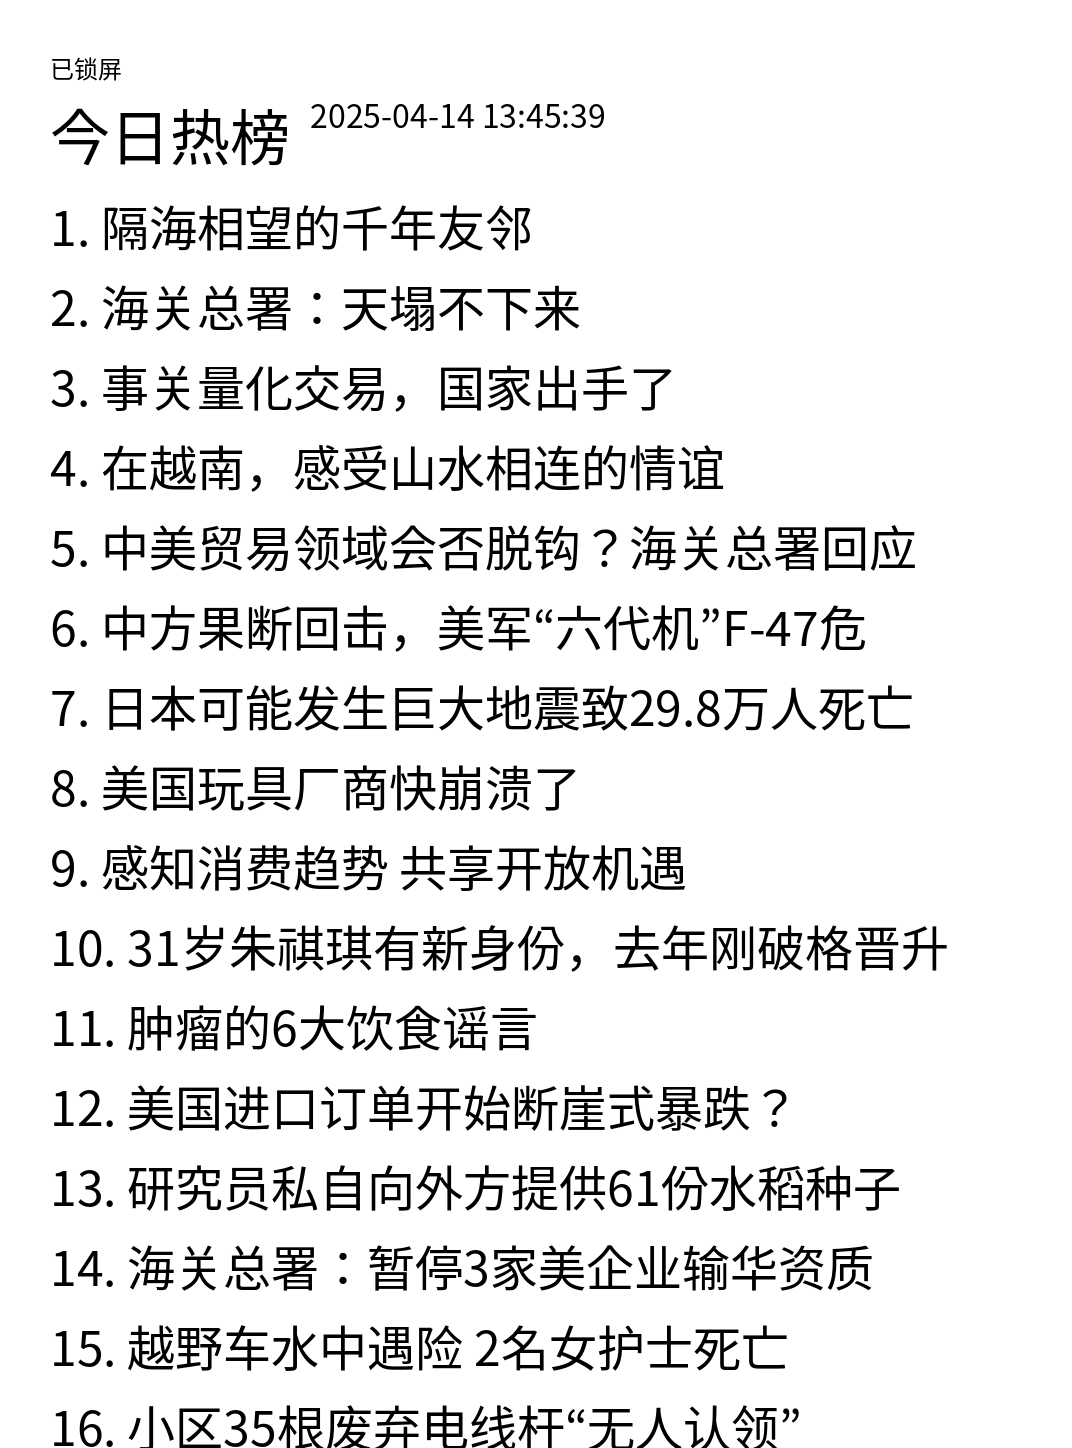 已锁屏
今日热榜 2025-04-14 13:45:39
1. 隔海相望的千年友邻
2. 海关总署：天塌不下来
3. 事关量化交易，国家出手了
4. 在越南，感受山水相连的情谊
5. 中美贸易领域会否脱钩？海关总署回应
6. 中方果断回击，美军“六代机”F-47危
7. 日本可能发生巨大地震致29.8万人死亡
8. 美国玩具厂商快崩溃了
9. 感知消费趋势 共享开放机遇
10. 31岁朱祺琪有新身份，去年刚破格晋升
11. 肿瘤的6大饮食谣言
12. 美国进口订单开始断崖式暴跌？
13. 研究员私自向外方提供61份水稻种子
14. 海关总署：暂停3家美企业输华资质
15. 越野车水中遇险 2名女护士死亡
16. 小区35根废弃电线杆“无人认领”